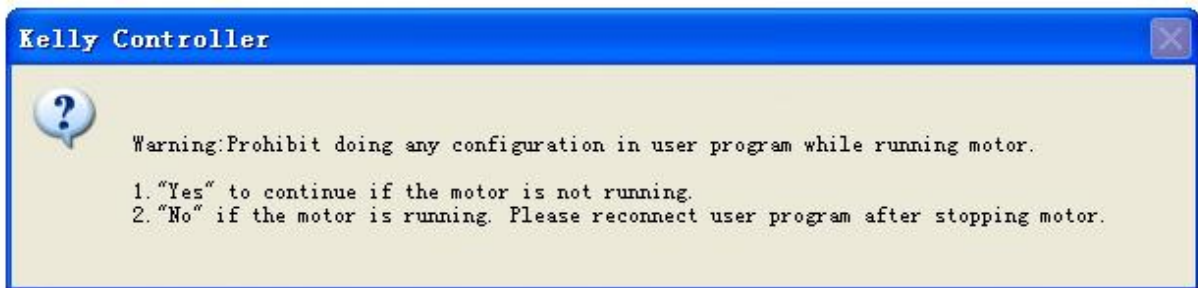 Kelly Controller
Warning:Prohibit doing any configuration in user program while running motor.
1."Yes" to continue if the motor is not running.
2."No" if the motor is running. Please reconnect user program after stopping motor.